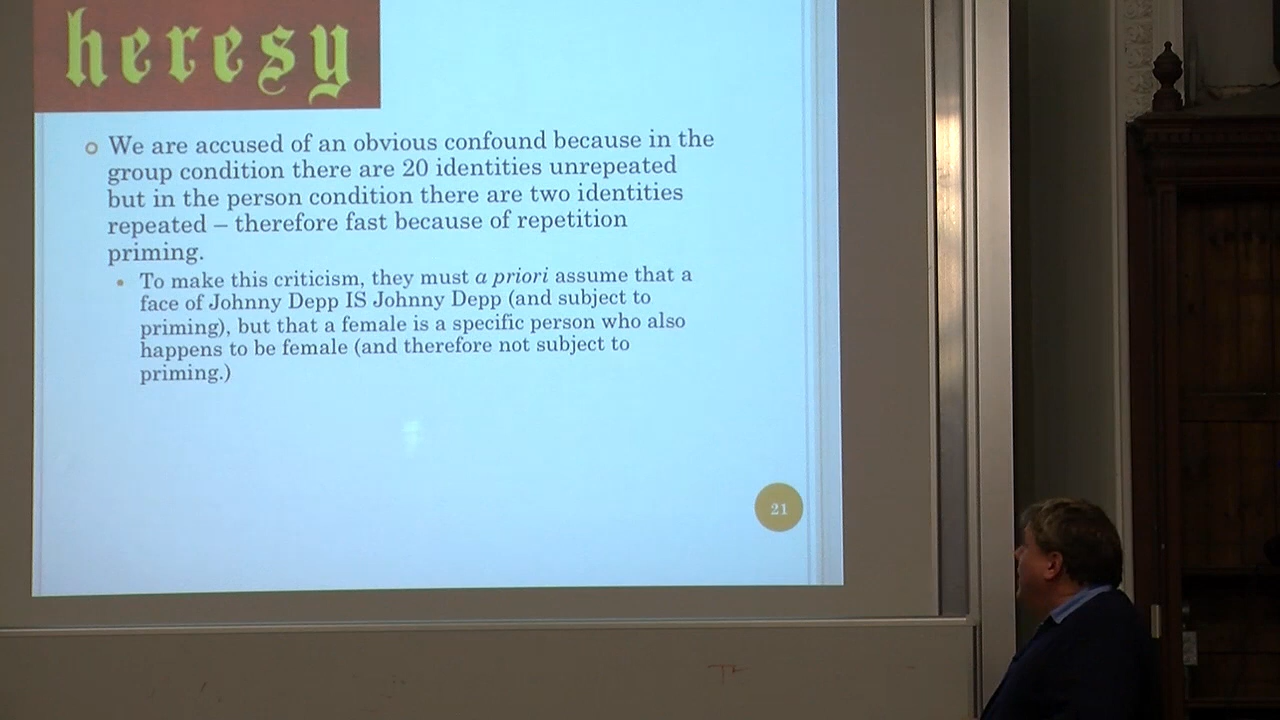 heresy
We are accused of an obvious confound because in the
group condition there are 20 identities unrepeated
but in the person condition there are two identities
repeated – therefore fast because of repetition
priming.
To make this criticism, they must a priori assume that a
face of Johnny Depp IS Johnny Depp (and subject to
priming), but that a female is a specific person who also
happens to be female (and therefore not subject to
priming.)
21